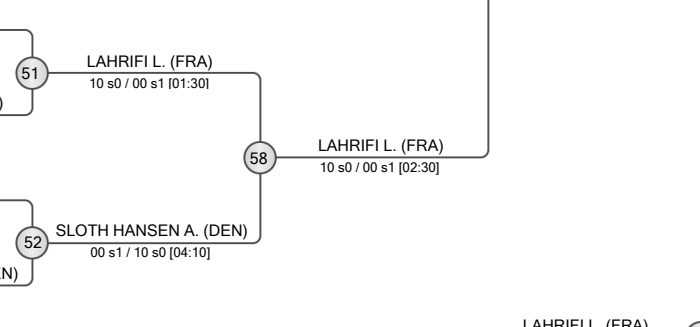 LAHRIFI L. (FRA)
51
10 s0 / 00 s1 [01:30]
)
LAHRIFI L. (FRA)
58
10 s0 / 00 s1 [02:30]
SLOTH HANSEN A. (DEN)
52
00 s1 / 10 s0 [04:10]
EN)
LAHRIFI L. (FRA)